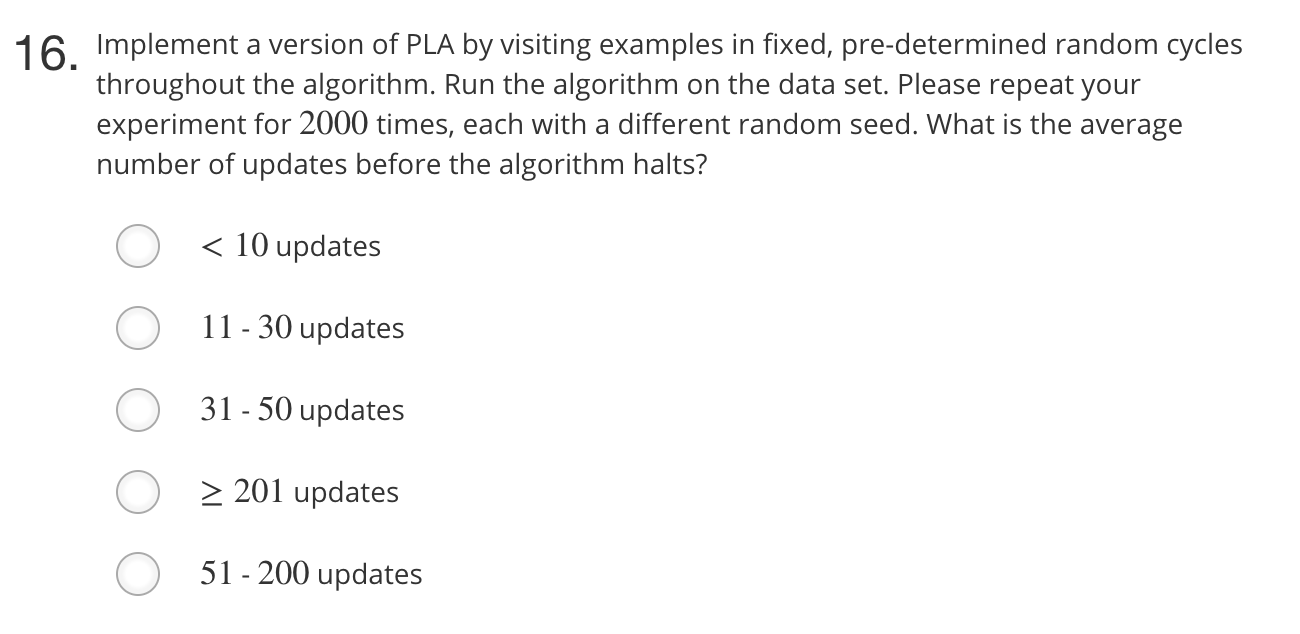 16. Implement a version of PLA by visiting examples in fixed, pre-determined random cycles
throughout the algorithm. Run the algorithm on the data set. Please repeat your
experiment for 2000 times, each with a different random seed. What is the average
number of updates before the algorithm halts?
< 10 updates
11 - 30 updates
31 - 50 updates
≥ 201 updates
51 - 200 updates